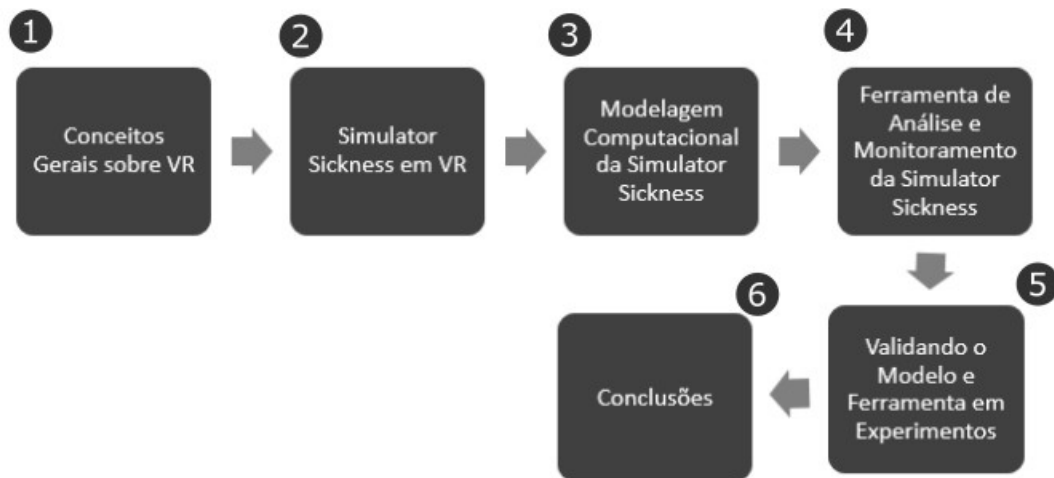 1
Conceitos
Gerais sobre VR
2
Simulator
Sickness em VR
3
Modelagem
Computacional
da Simulator
Sickness
4
Ferramenta de
Análise e
Monitoramento
da Simulator
Sickness
5
Validando o
Modelo e
Ferramenta em
Experimentos
6
Conclusões